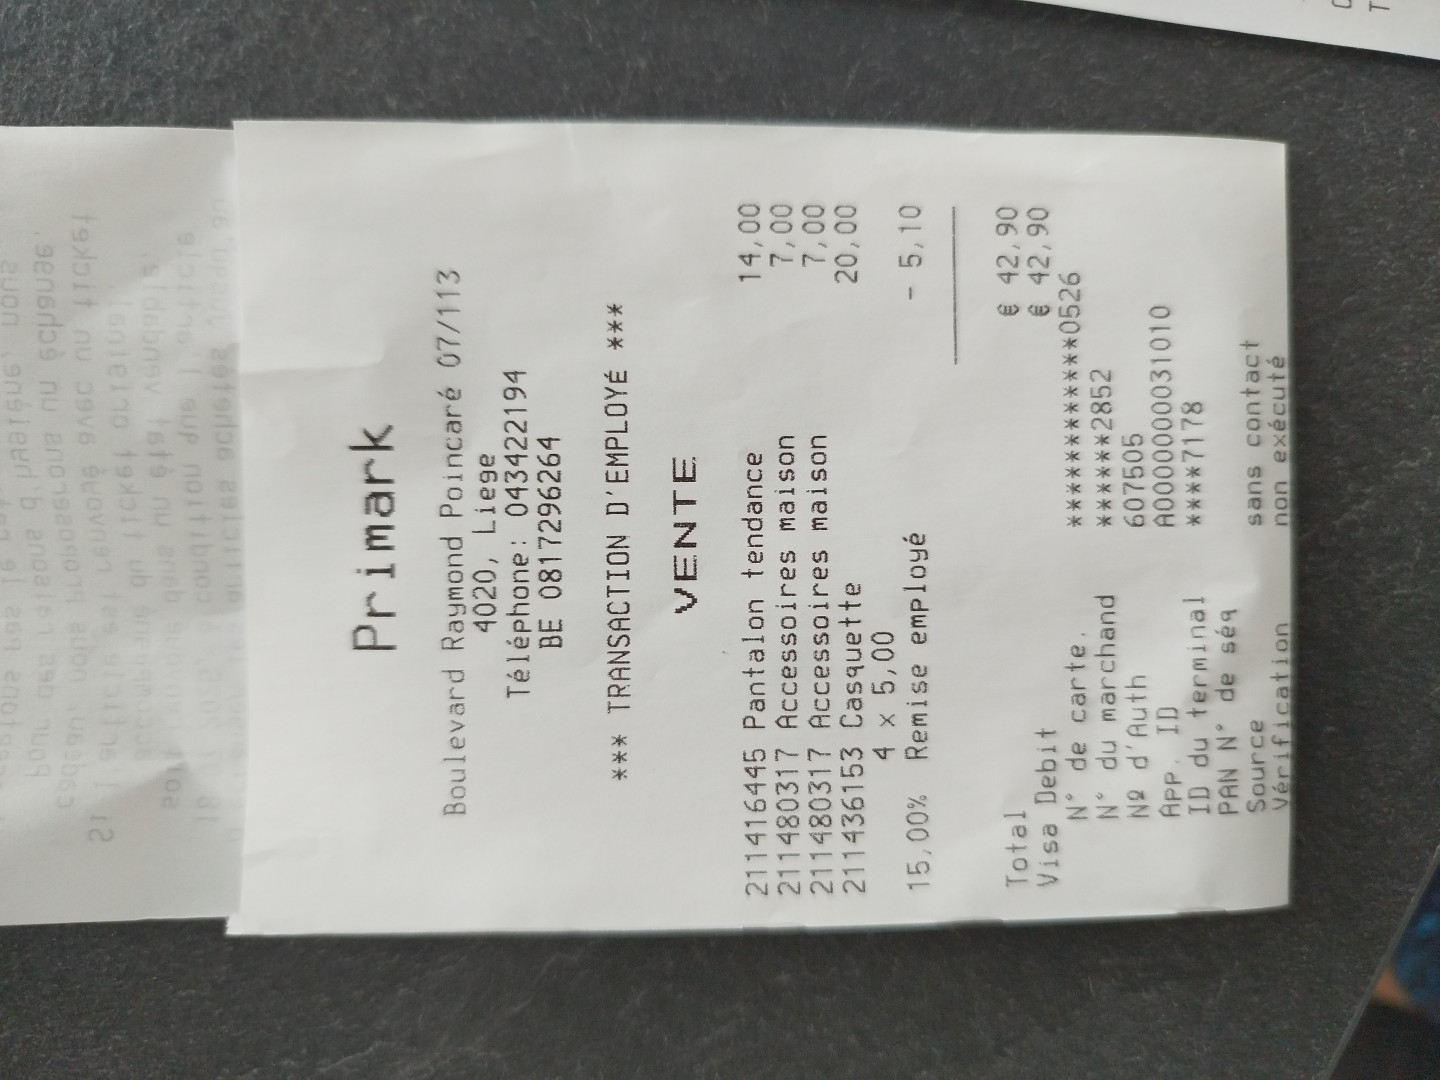 Primark
Boulevard Raymond Poincaré 07/113
4020, Liege
Téléphone: 043422194
BE 0817296264
*** TRANSACTION D'EMPLOYÉ ***
VENTE
211416445 Pantalon tendance 14,00
211480317 Accessoires maison 7,00
211480317 Accessoires maison 7,00
211436153 Casquette 20,00
4 x 5,00
15,00% Remise employé - 5,10
Total € 42,90
Visa Debit € 42,90
N° de carte. ************0526
N° du marchand ******2852
Nº d'Auth 607505
App. ID A0000000031010
ID du terminal ****7178
PAN N° de séq
Source sans contact
Vérification non exécuté